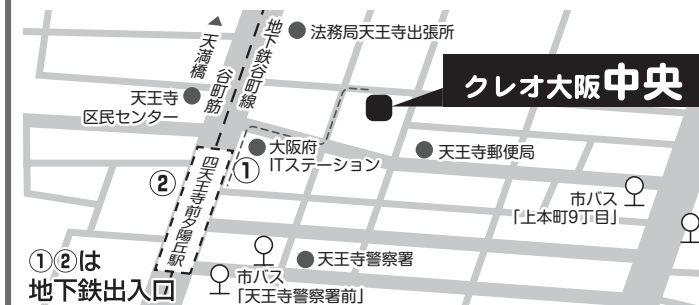 地下鉄谷町線
法務局天王寺出張所
天満橋
谷町筋
クレオ大阪中央
天王寺
区民センター
大阪府
ITステーション
天王寺郵便局
①
②
四天王寺前夕陽丘駅
市バス
「上本町9丁目」
①②は
地下鉄出入口
天王寺警察署
市バス
「天王寺警察署前」